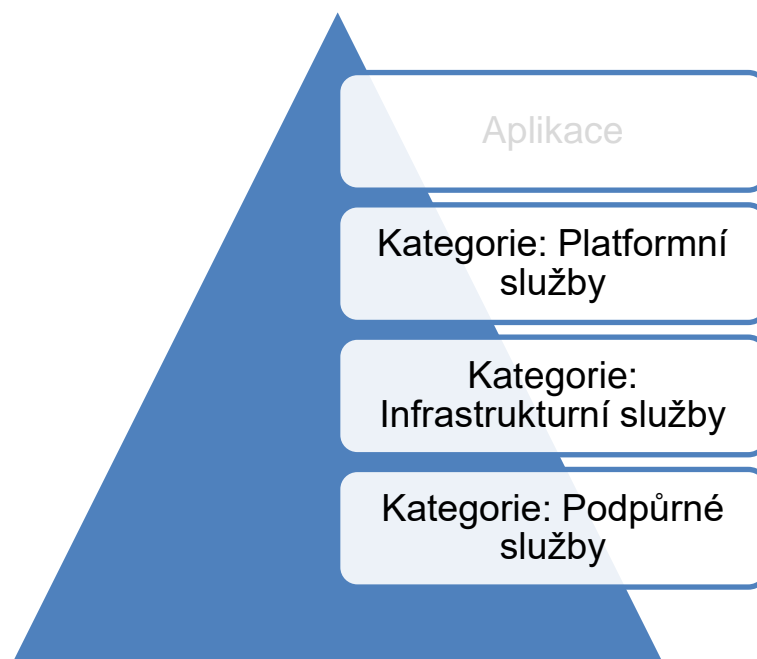 Aplikace
Kategorie: Platformní
služby
Kategorie:
Infrastrukturní služby
Kategorie: Podpůrné
služby